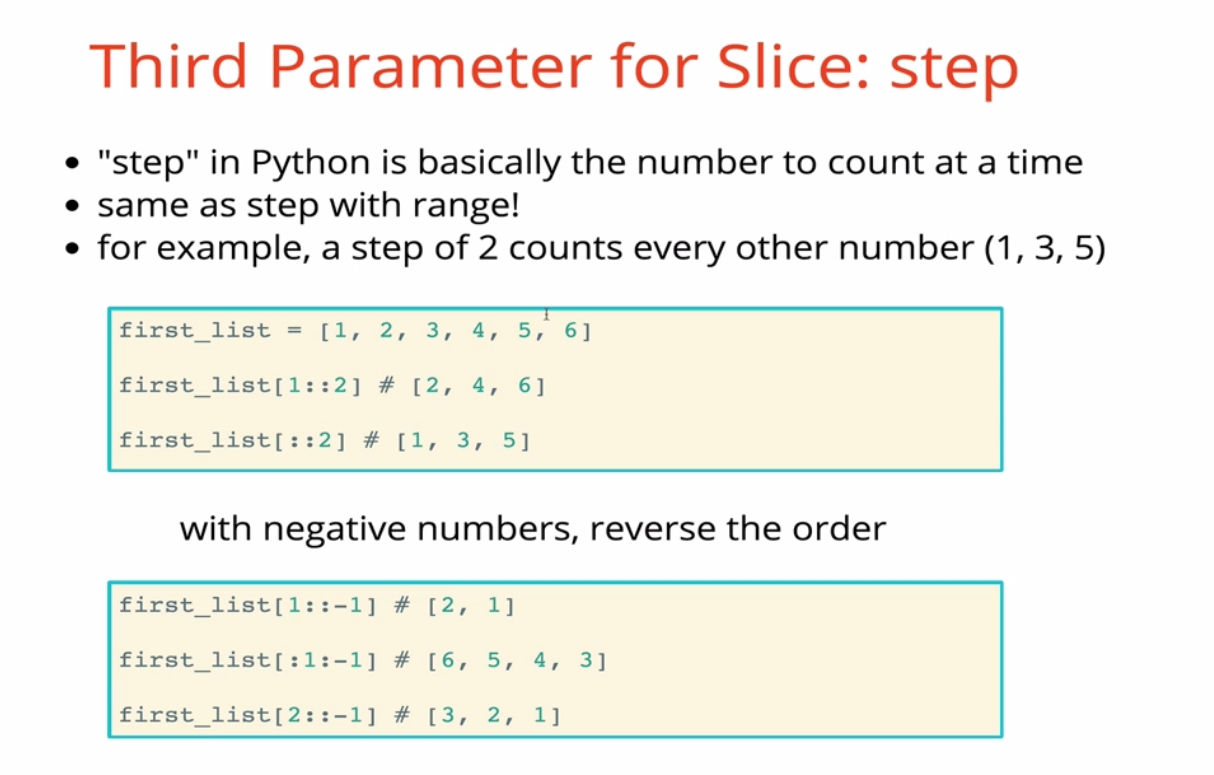 Third Parameter for Slice: step
• "step" in Python is basically the number to count at a time
• same as step with range!
• for example, a step of 2 counts every other number (1, 3, 5)
first_list = [1, 2, 3, 4, 5, 6]
first_list[1::2] # [2, 4, 6]
first_list[::2] # [1, 3, 5]
with negative numbers, reverse the order
first_list[1::-1] # [2, 1]
first_list[:1:-1] # [6, 5, 4, 3]
first_list[2::-1] # [3, 2, 1]